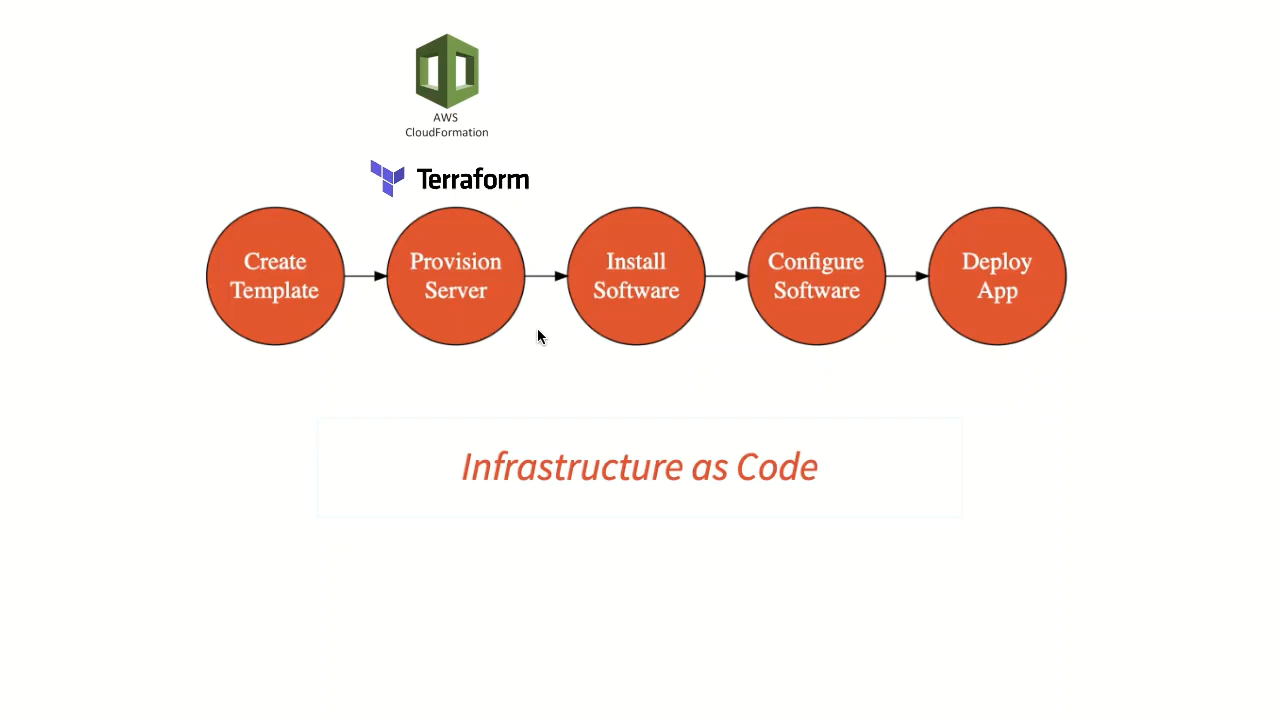 AWS
CloudFormation
Terraform
Create
Template
Provision
Server
Install
Software
Configure
Software
Deploy
App
Infrastructure as Code